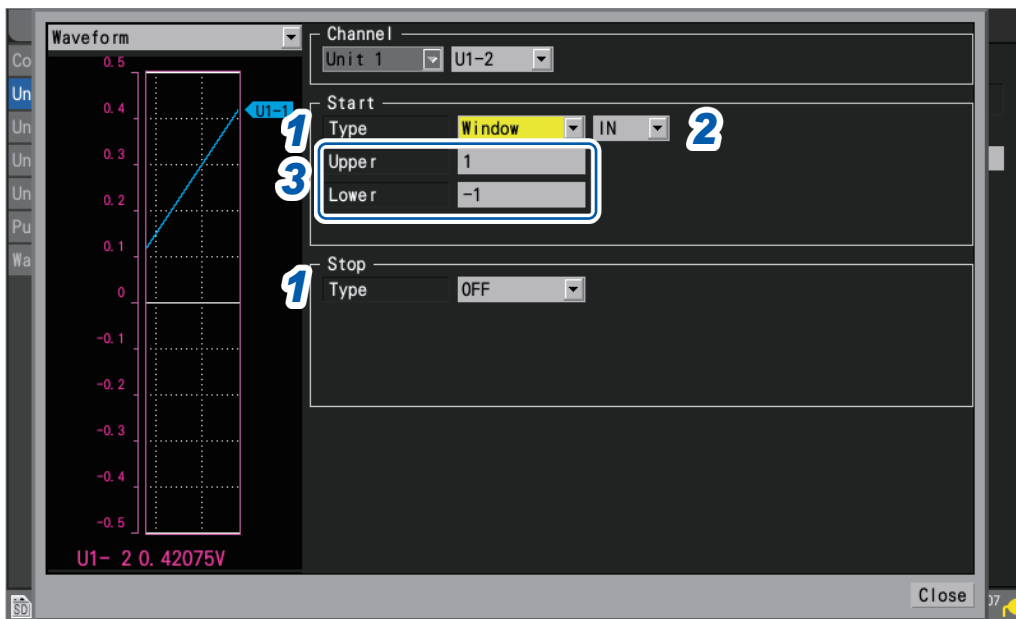 Waveform
0.5
0.4
0.3
0.2
0.1
0
-0.1
-0.2
-0.3
-0.4
-0.5
U1-1
U1- 2 0.42075V
Channel
Unit 1 U1-2
Start
1 Type Window IN 2
3
Upper 1
Lower -1
Stop
1 Type OFF
Close
Co
Un
Un
Un
Un
Pu
Wa
SD
07